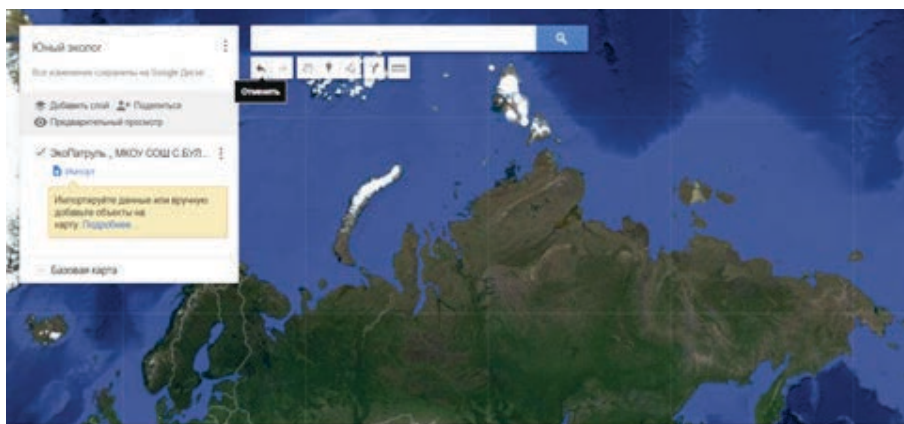 Юный эколог
Все изменения сохранены на Google Диске
Отменить
Добавить слой Поделиться
Предварительный просмотр
ЭкоПатруль , МКОУ СОШ С.БУЛ...
Импорт
Импортируйте данные или вручную
добавьте объекты на
карту. Подробнее...
Базовая карта